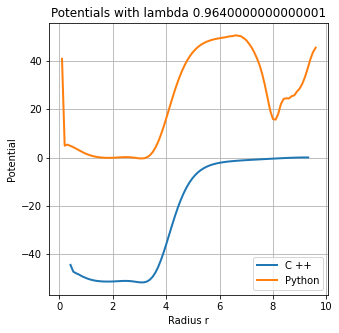 Potentials with lambda 0.9640000000000001
40
20
0
−20
−40
Potential
0
2
4
6
8
10
Radius r
C ++
Python